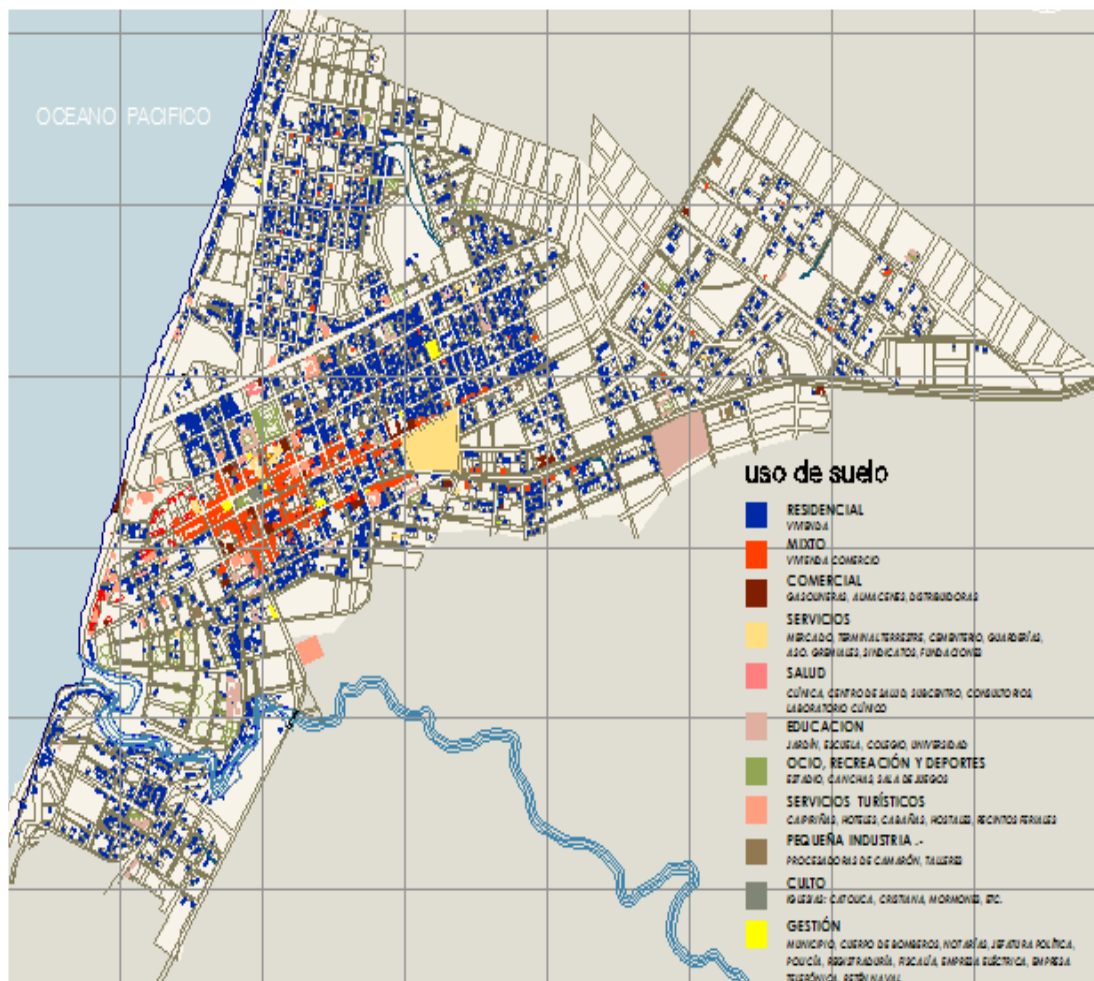 OCEANO PACIFICO
uso de suelo
RESIDENCIAL
VIVIENDA
MIXTO
VIVIENDA COMERCIO
COMERCIAL
GASOLINERAS, ALMACENES, DISTRIBUIDORAS
SERVICIOS
MERCADO, TERMINAL TERRESTRE, CEMENTERIO, GUARDERÍAS,
ASO. GREMIALES, SINDICATOS, FUNDACIONES
SALUD
CLÍNICA, CENTRO DE SALUD, SUBCENTRO, CONSULTORIOS,
LABORATORIO CLÍNICO
EDUCACION
JARDÍN, ESCUELA, COLEGIO, UNIVERSIDAD
OCIO, RECREACIÓN Y DEPORTES
ESTADIO, CANCHAS, SALA DE JUEGOS
SERVICIOS TURÍSTICOS
HOTELES, CABAÑAS, HOSTALES, RECINTOS FERIALES
PEQUEÑA INDUSTRIA .-
PROCESADORAS DE CAMARÓN, TALLERES
CULTO
IGLESIAS: CATOLICA, CRISTIANA, MORMONES, ETC.
GESTIÓN
MUNICIPIO, CUERPO DE BOMBEROS, NOTARÍAS, JEFATURA POLÍTICA,
POLICÍA, REGISTRADURÍA, FISCALÍA, EMPRESA ELÉCTRICA, EMPRESA
TELEFÓNICA, RETÉN NAVAL